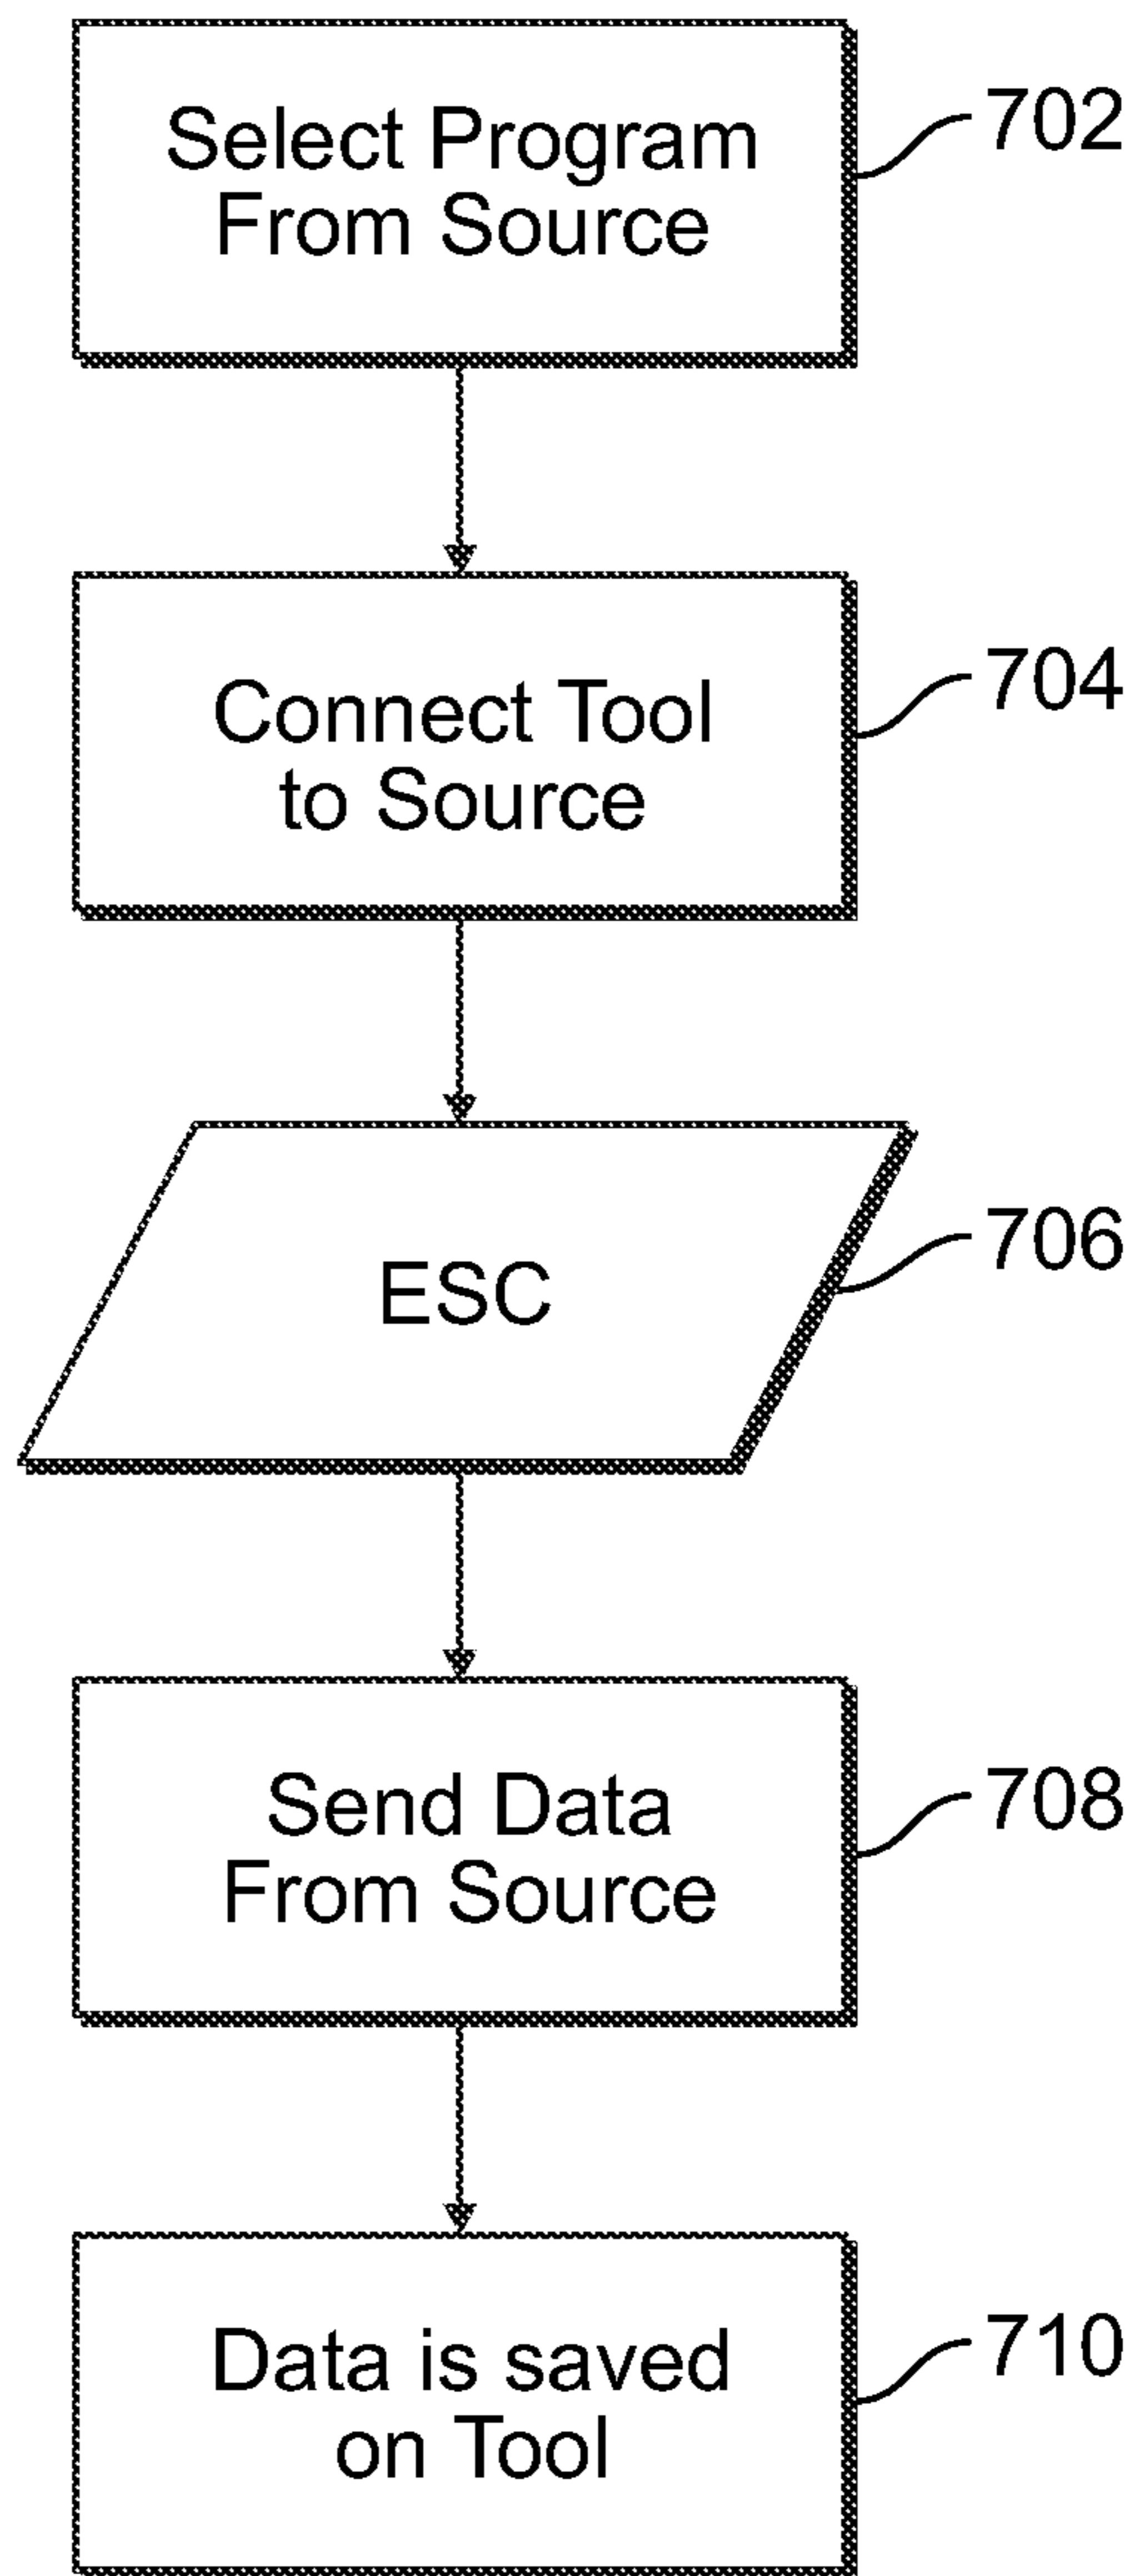 Select Program
From Source
702
Connect Tool
to Source
704
ESC
706
Send Data
From Source
708
Data is saved
on Tool
710